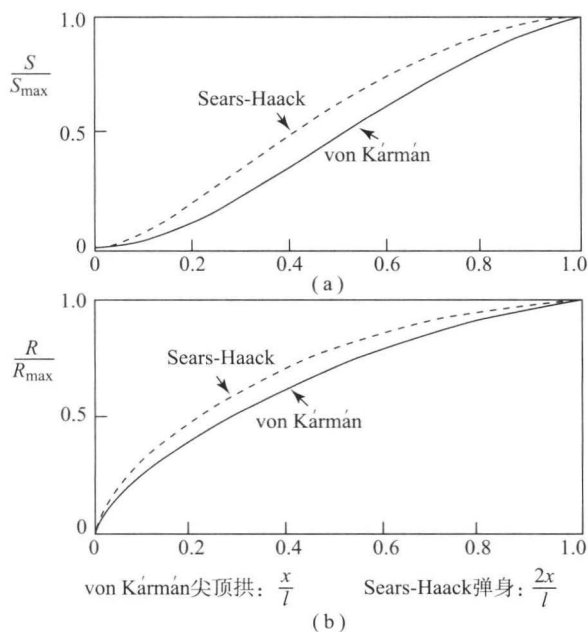 1.0
S
S_max
Sears-Haack
0.5
von Kármán
0
0 0.2 0.4 0.6 0.8 1.0
(a)
1.0
R
R_max
Sears-Haack
0.5
von Kármán
0
0 0.2 0.4 0.6 0.8 1.0
von Kármán尖顶拱：x/l Sears-Haack弹身：2x/l
(b)